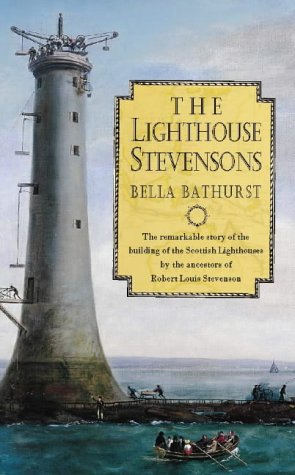 THE
LIGHTHOUSE
STEVENSONS
BELLA BATHURST
The remarkable story of the
building of the Scottish Lighthouses
by the ancestors of
Robert Louis Stevenson